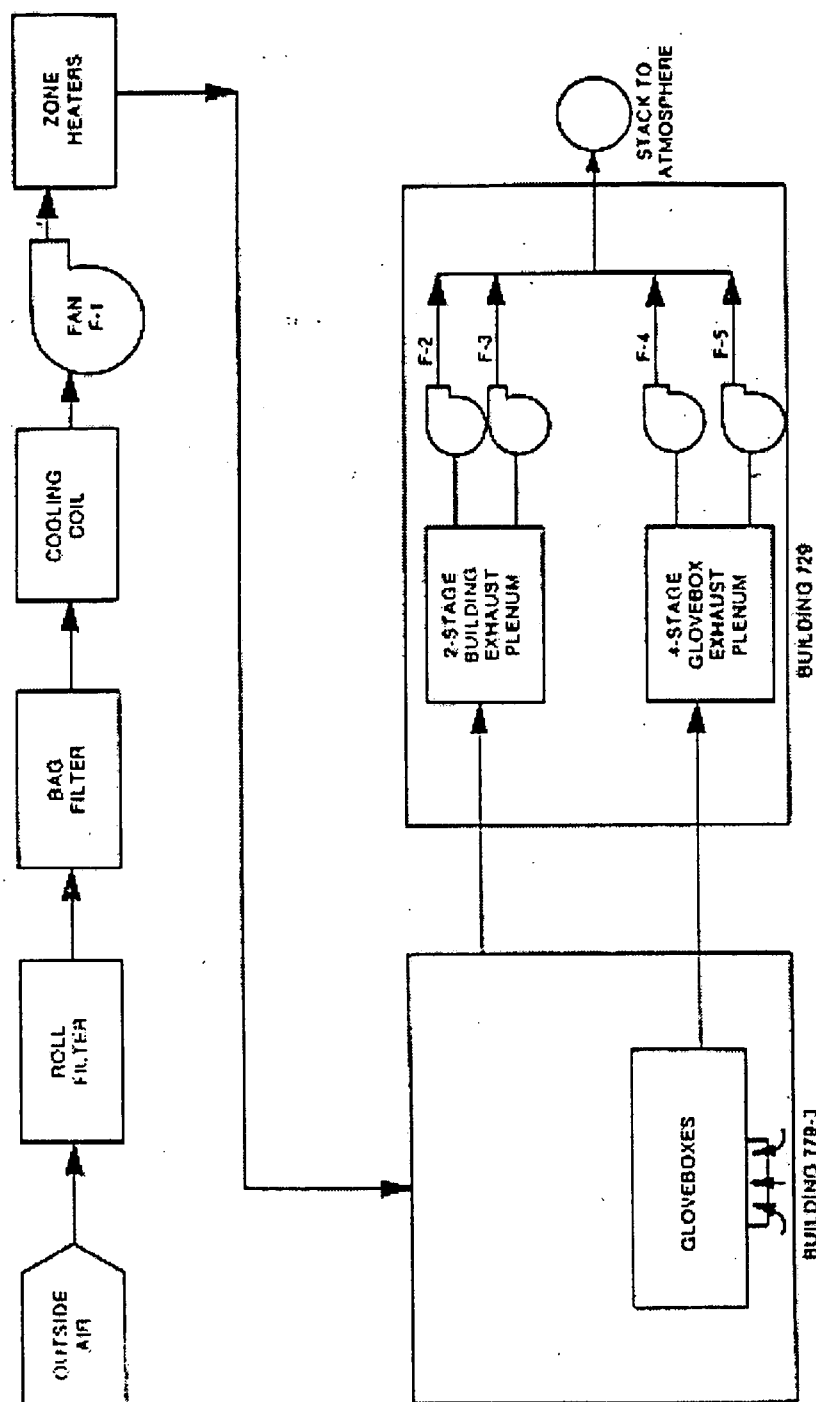 OUTSIDE
AIR
ROLL
FILTER
BAG
FILTER
COOLING
COIL
FAN
F-1
ZONE
HEATERS
GLOVEBOXES
BUILDING 779-1
2-STAGE
BUILDING
EXHAUST
PLENUM
4-STAGE
GLOVEBOX
EXHAUST
PLENUM
F-2
F-3
F-4
F-5
BUILDING 729
STACK TO
ATMOSPHERE